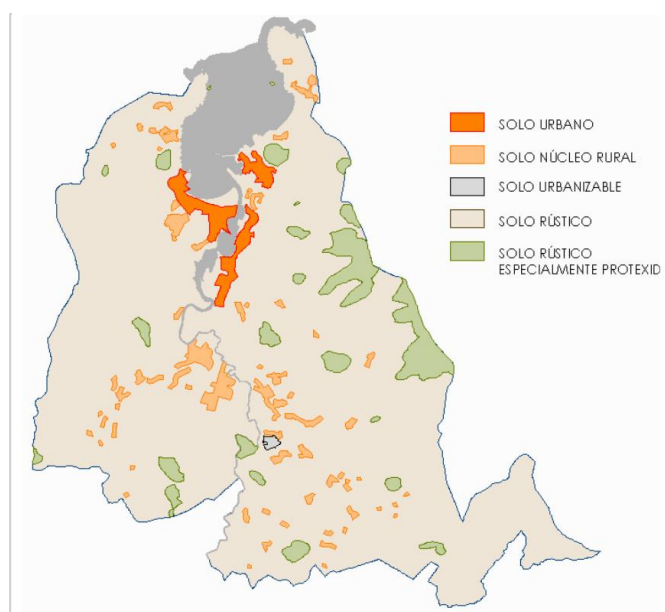 SOLO URBANO
SOLO NÚCLEO RURAL
SOLO URBANIZABLE
SOLO RÚSTICO
SOLO RÚSTICO
ESPECIALMENTE PROTEXID